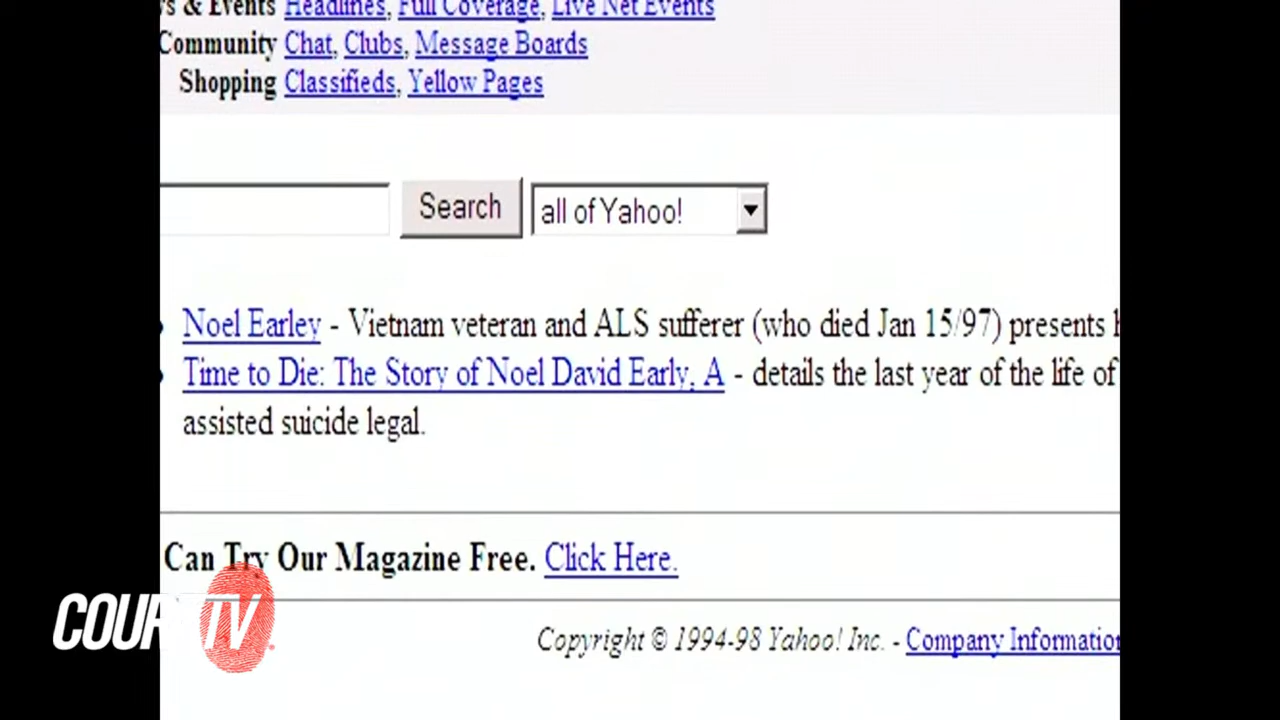 & Events Headlines, Full Coverage, Live Net Events
Community Chat, Clubs, Message Boards
Shopping Classifieds, Yellow Pages
Search all of Yahoo!
Noel Earley - Vietnam veteran and ALS sufferer (who died Jan 15/97) presents
Time to Die: The Story of Noel David Early, A - details the last year of the life of
assisted suicide legal.
Can Try Our Magazine Free. Click Here.
COURT TV
Copyright © 1994-98 Yahoo! Inc. - Company Information